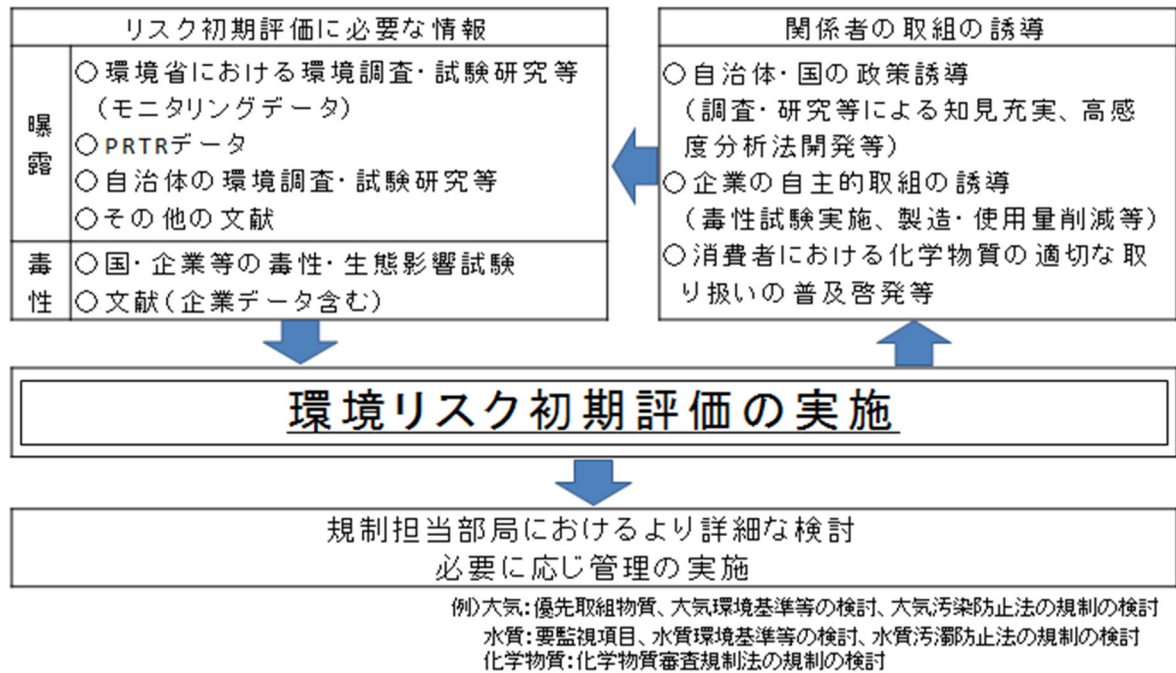 リスク初期評価に必要な情報
曝露
○環境省における環境調査・試験研究等
(モニタリングデータ)
○PRTRデータ
○自治体の環境調査・試験研究等
○その他の文献
毒性
○国・企業等の毒性・生態影響試験
○文献(企業データ含む)
関係者の取組の誘導
○自治体・国の政策誘導
(調査・研究等による知見充実、高感
度分析法開発等)
○企業の自主的取組の誘導
(毒性試験実施、製造・使用量削減等)
○消費者における化学物質の適切な取
り扱いの普及啓発等
環境リスク初期評価の実施
規制担当部局におけるより詳細な検討
必要に応じ管理の実施
例)大気:優先取組物質、大気環境基準等の検討、大気汚染防止法の規制の検討
水質:要監視項目、水質環境基準等の検討、水質汚濁防止法の規制の検討
化学物質:化学物質審査規制法の規制の検討